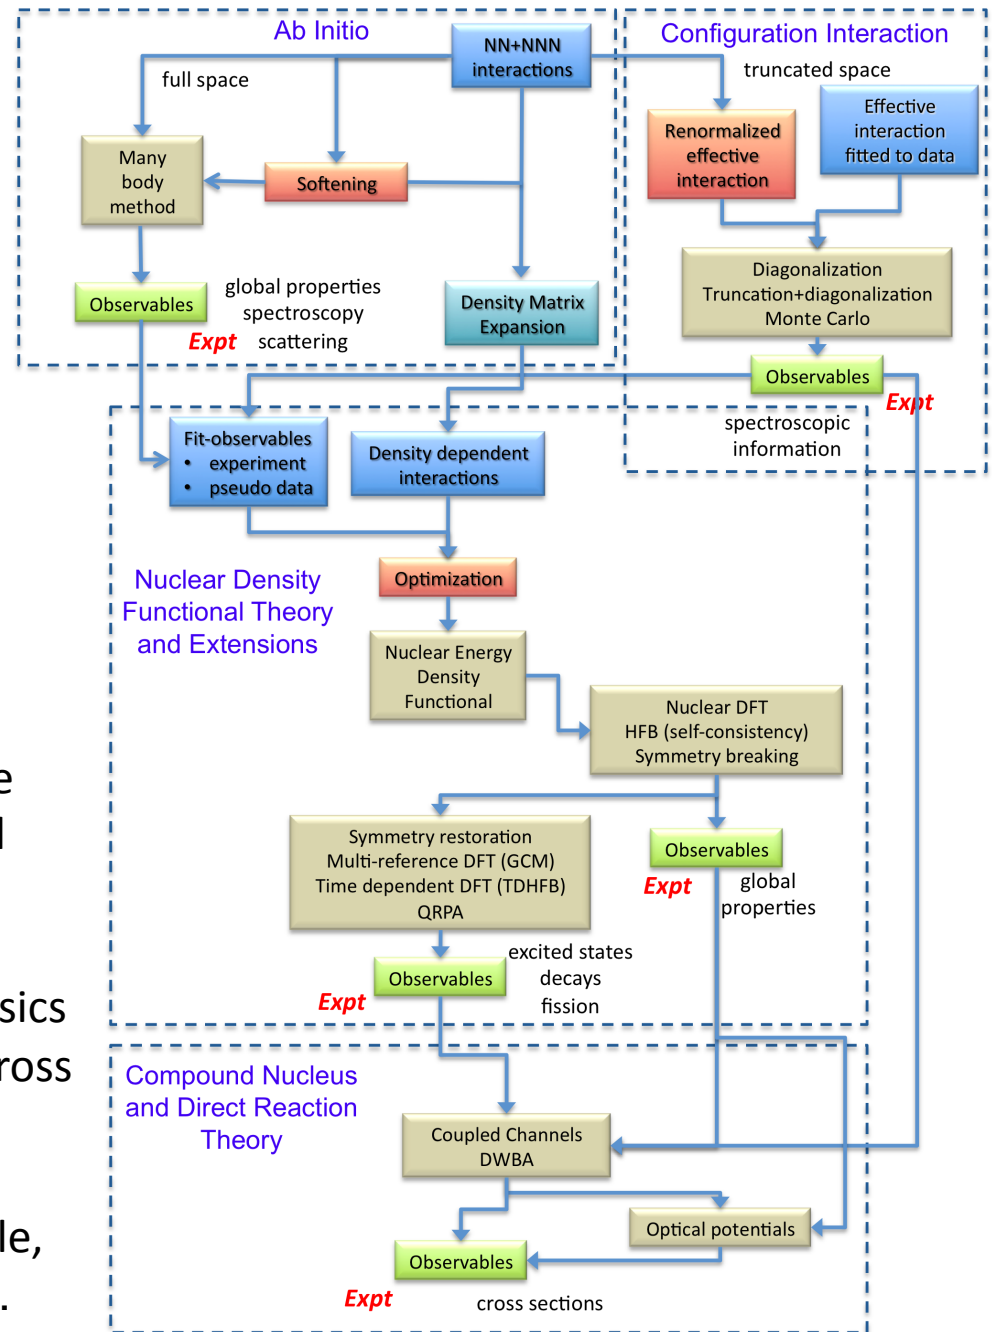 Ab Initio
NN+NNN
interactions
full space
Many
body
method
Softening
Observables
global properties
spectroscopy
scattering
Expt
Density Matrix
Expansion
Configuration Interaction
truncated space
Renormalized
effective
interaction
Effective
interaction
fitted to data
Diagonalization
Truncation+diagonalization
Monte Carlo
Observables
Expt
spectroscopic
information
Fit-observables
• experiment
• pseudo data
Density dependent
interactions
Optimization
Nuclear Density
Functional Theory
and Extensions
Nuclear Energy
Density
Functional
Nuclear DFT
HFB (self-consistency)
Symmetry breaking
Symmetry restoration
Multi-reference DFT (GCM)
Time dependent DFT (TDHFB)
QRPA
Observables
Expt
global
properties
Observables
Expt
excited states
decays
fission
e
sics
ross
le,
.
Compound Nucleus
and Direct Reaction
Theory
Coupled Channels
DWBA
Optical potentials
Observables
Expt
cross sections